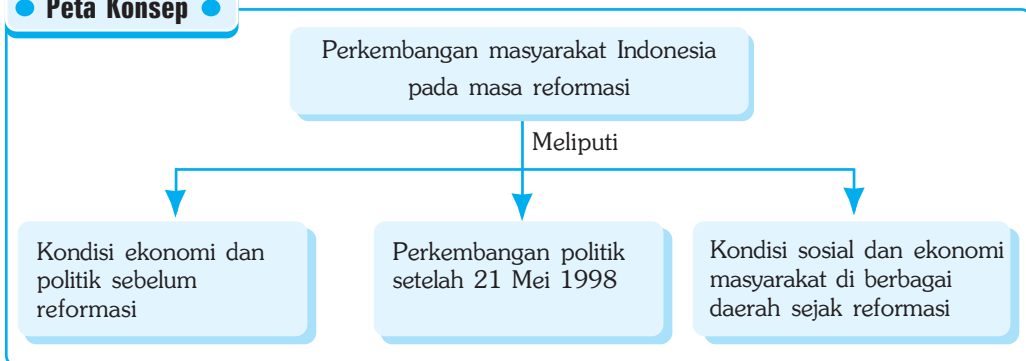 Peta Konsep
Perkembangan masyarakat Indonesia
pada masa reformasi
Meliputi
Kondisi ekonomi dan
politik sebelum
reformasi
Perkembangan politik
setelah 21 Mei 1998
Kondisi sosial dan ekonomi
masyarakat di berbagai
daerah sejak reformasi